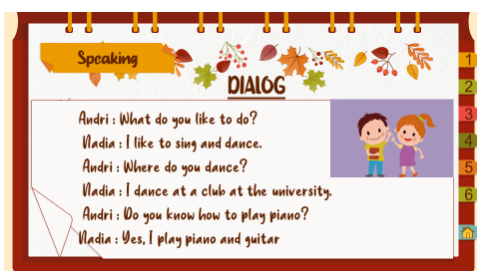 Speaking
DIALOG
Andri : What do you like to do?
Nadia : I like to sing and dance.
Andri : Where do you dance?
Nadia : I dance at a club at the university.
Andri : Do you know how to play piano?
Nadia : Yes, I play piano and guitar
1
2
3
4
5
6